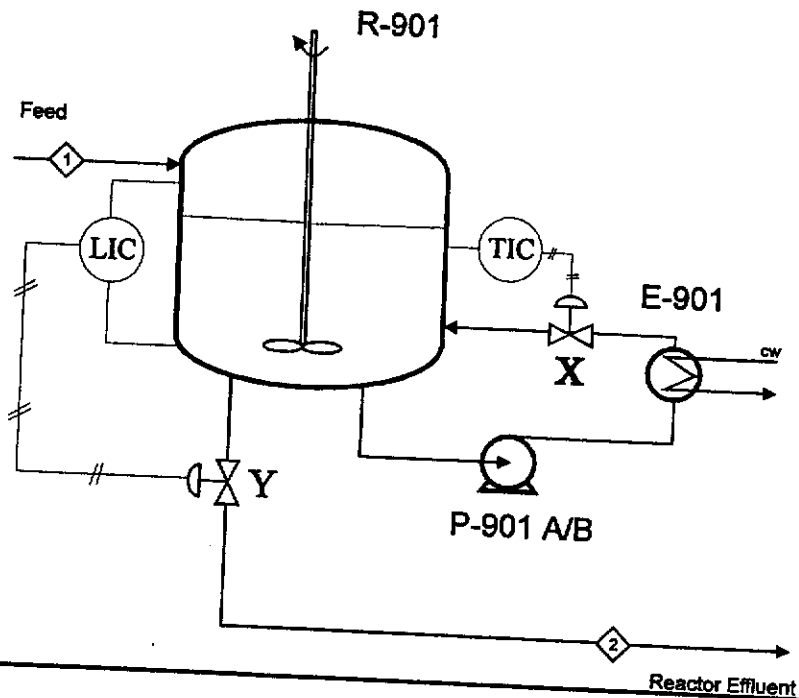 R-901
Feed
1
LIC
TIC
E-901
cw
X
Y
P-901 A/B
2
Reactor Effluent